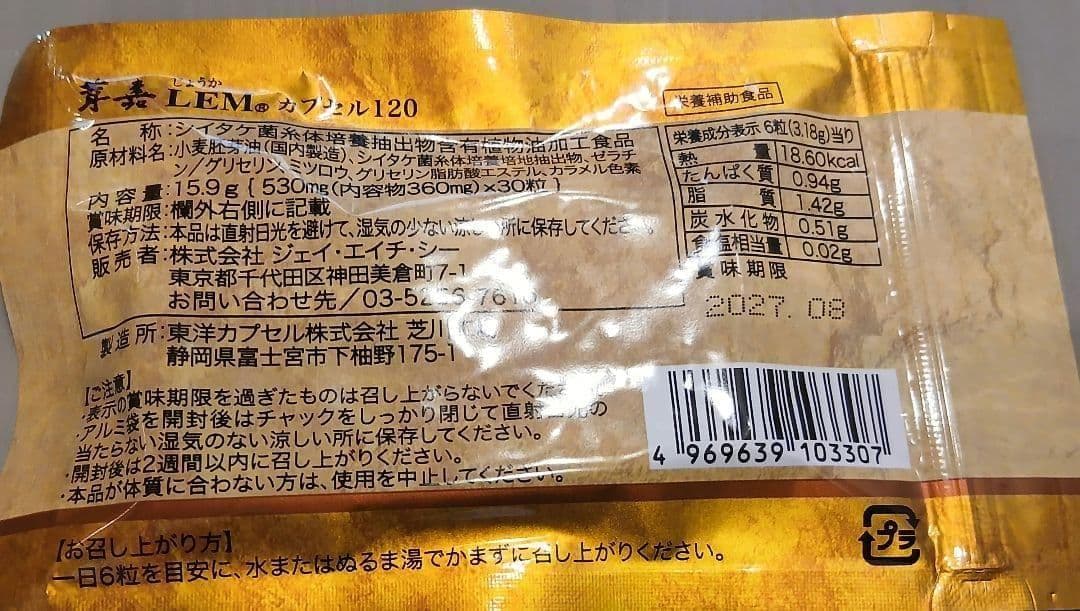 じょうか
蕈嘉 LEM® カプセル120
栄養補助食品
名 称:シイタケ菌糸体培養抽出物含有植物油加工食品
原材料名:小麦胚芽油(国内製造)、シイタケ菌糸体培養培地抽出物、ゼラチ
ン/グリセリン、ミツロウ、グリセリン脂肪酸エステル、カラメル色素
内容量:15.9g{530mg(内容物360mg)×30粒}
賞味期限:欄外右側に記載
保存方法:本品は直射日光を避けて、湿気の少ない涼しい所に保存してください。
販売者:株式会社 ジェイ・エイチ・シー
東京都千代田区神田美倉町7-1
お問い合わせ先/03-52
製造所:東洋カプセル株式会社 芝川
静岡県富士宮市下柚野175-1
栄養成分表示 6粒(3.18g)当り
熱量 18.60kcal
たんぱく質 0.94g
脂質 1.42g
炭水化物 0.51g
食塩相当量 0.02g
賞味期限
2027.08
【ご注意】
・表示の賞味期限を過ぎたものは召し上がらないでくだ
・アルミ袋を開封後はチャックをしっかり閉じて直射日光の
当たらない湿気のない涼しい所に保存してください。
・開封後は2週間以内に召し上がりください。
・本品が体質に合わない方は、使用を中止してください。
4 969639 103307
【お召し上がり方】
一日6粒を目安に、水またはぬるま湯でかまずに召し上がりください。
プラ